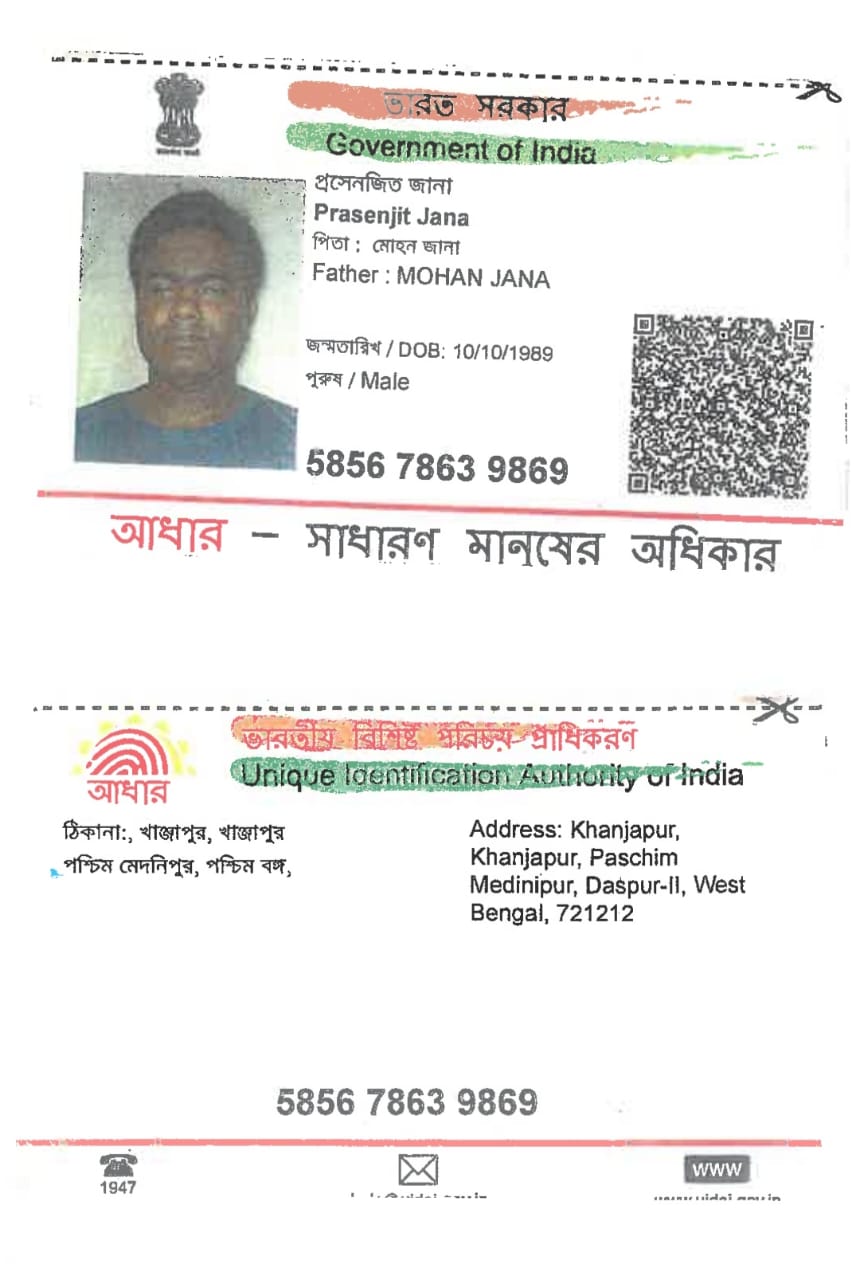 ভারত সরকার
Government of India
প্রসেনজিত জানা
Prasenjit Jana
পিতা : মোহন জানা
Father : MOHAN JANA
জন্মতারিখ / DOB: 10/10/1989
পুরুষ / Male
5856 7863 9869
আধার – সাধারণ মানুষের অধিকার
ভারতীয় বিশিষ্ট পরিচয় প্রাধিকরণ
Unique Identification Authority of India
আধার
ঠিকানা:, খাঞ্জাপুর, খাঞ্জাপুর
পশ্চিম মেদনিপুর, পশ্চিম বঙ্গ,
Address: Khanjapur,
Khanjapur, Paschim
Medinipur, Daspur-II, West
Bengal, 721212
5856 7863 9869
1947
www